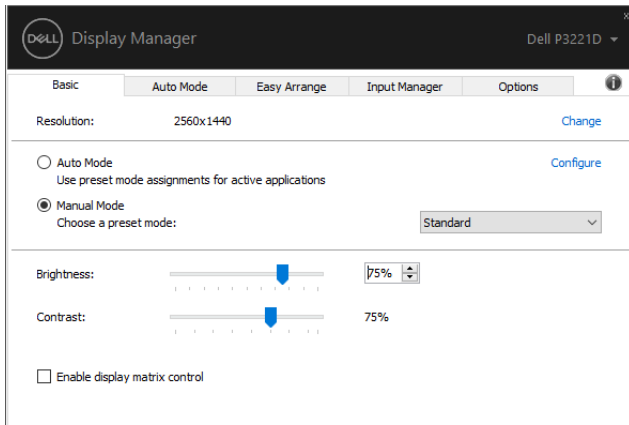 DELL Display Manager Dell P3221D
Basic Auto Mode Easy Arrange Input Manager Options
Resolution: 2560x1440 Change
Auto Mode Configure
Use preset mode assignments for active applications
Manual Mode
Choose a preset mode: Standard
Brightness: 75%
Contrast: 75%
Enable display matrix control